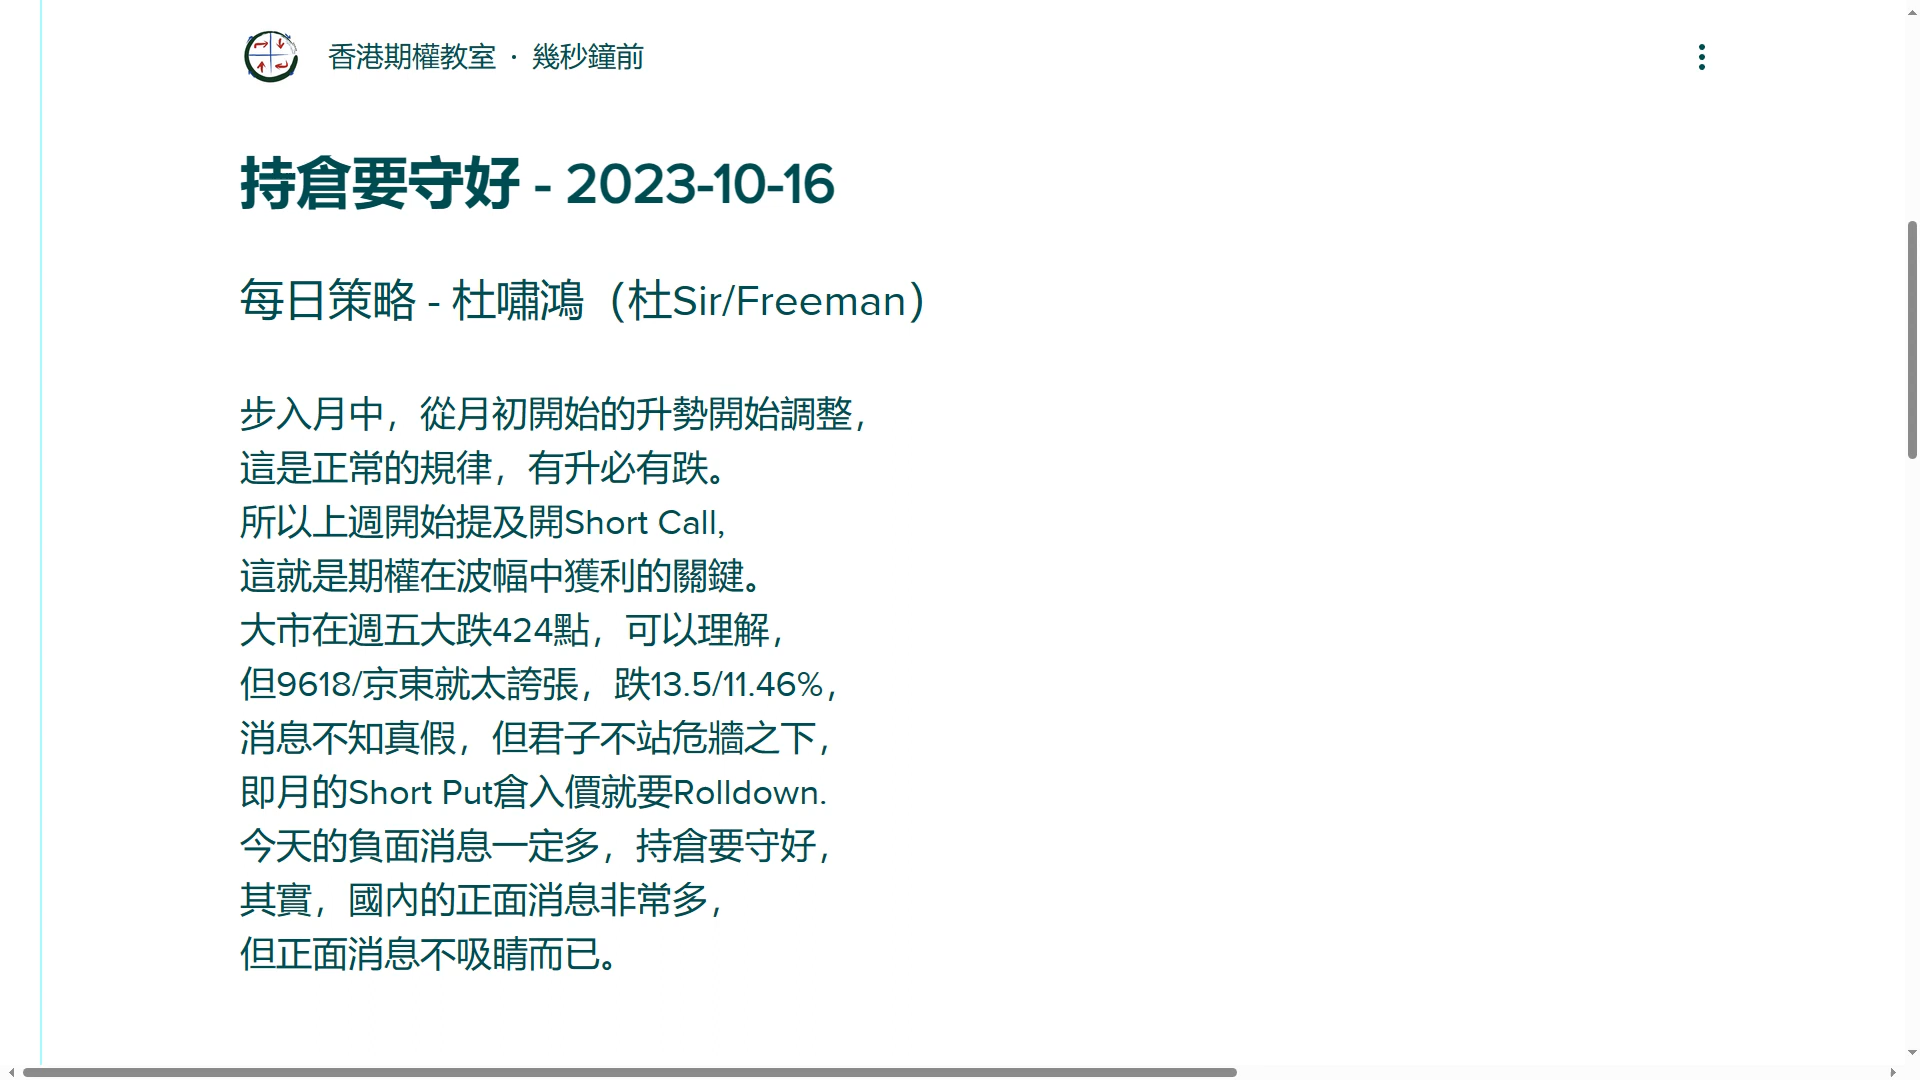 香港期權教室 · 幾秒鐘前
持倉要守好 - 2023-10-16
每日策略 - 杜嘯鴻（杜Sir/Freeman）
步入月中，從月初開始的升勢開始調整，
這是正常的規律，有升必有跌。
所以上週開始提及開Short Call,
這就是期權在波幅中獲利的關鍵。
大市在週五大跌424點，可以理解，
但9618/京東就太誇張，跌13.5/11.46%，
消息不知真假，但君子不站危牆之下，
即月的Short Put倉入價就要Rolldown.
今天的負面消息一定多，持倉要守好，
其實，國內的正面消息非常多，
但正面消息不吸睛而已。